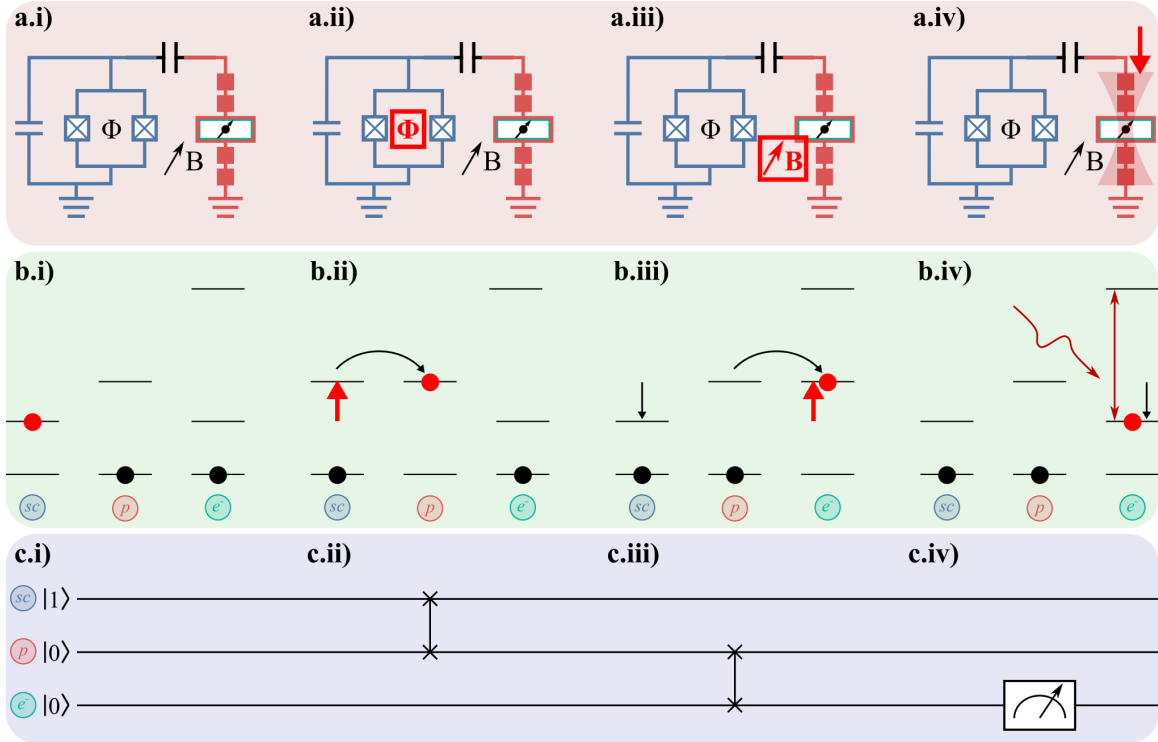 a.i) a.ii) a.iii) a.iv)
Φ B Φ B Φ B Φ B
b.i) b.ii) b.iii) b.iv)
sc p e⁻ sc p e⁻ sc p e⁻ sc p e⁻
c.i) c.ii) c.iii) c.iv)
sc |1⟩
p |0⟩
e⁻ |0⟩